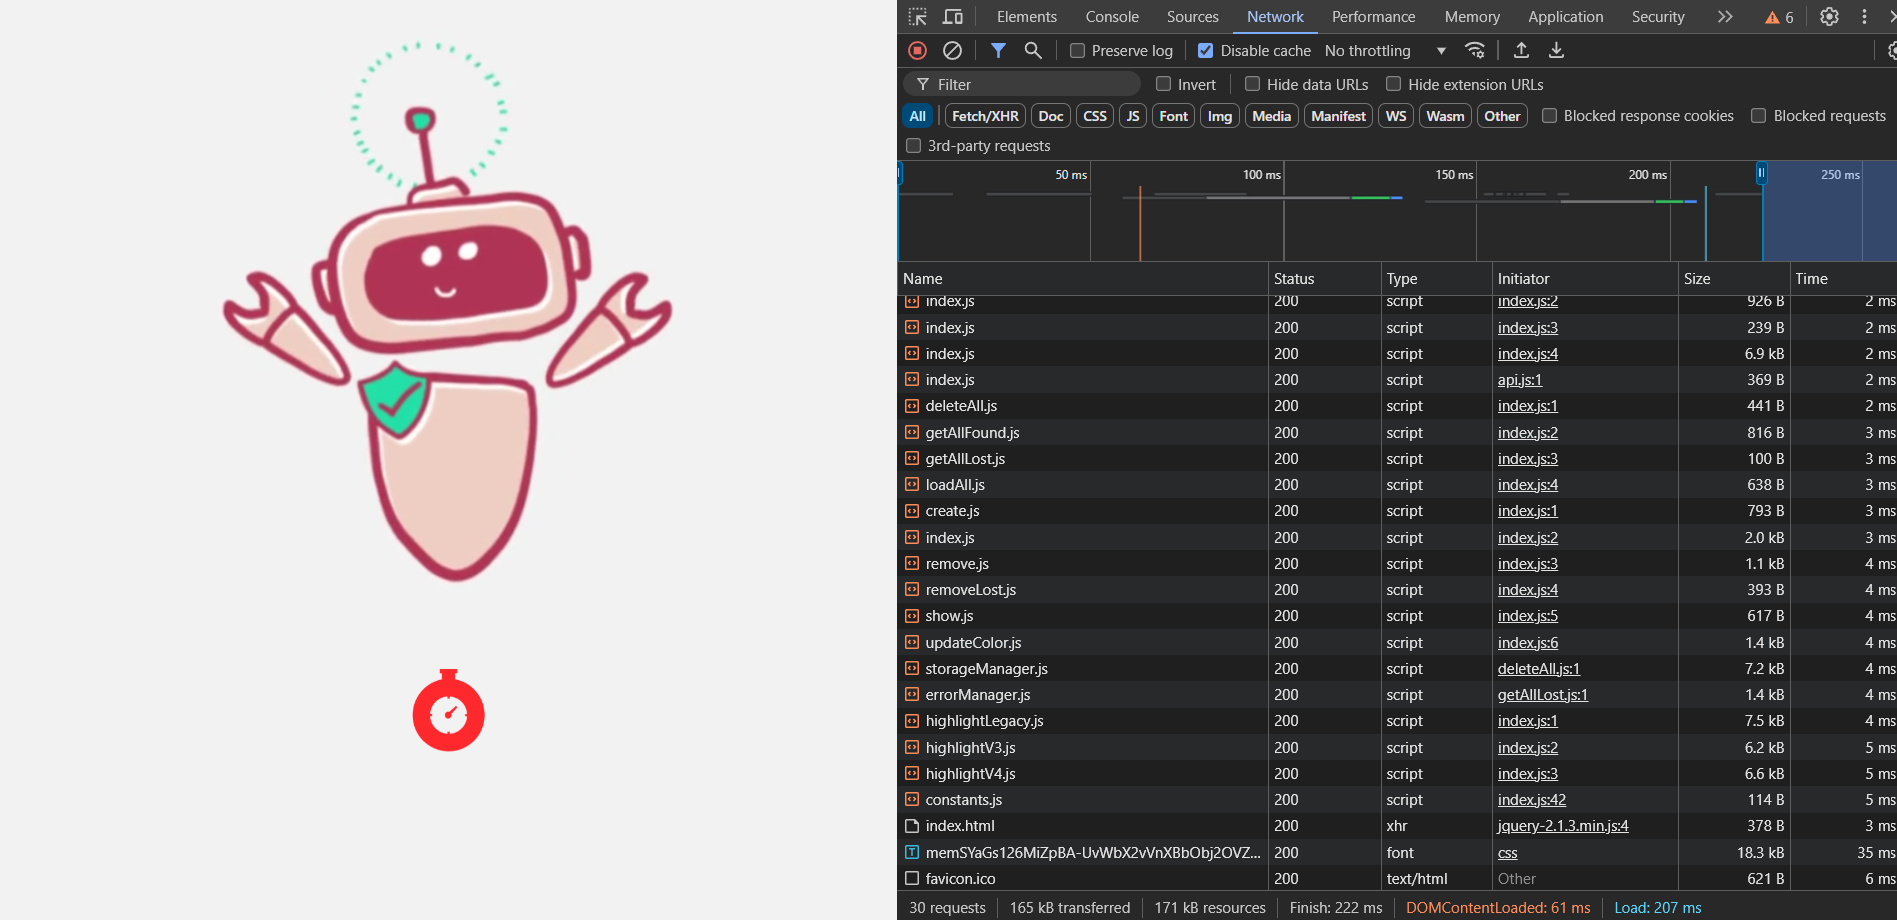 Elements Console Sources Network Performance Memory Application Security 6
Preserve log Disable cache No throttling
Filter Invert Hide data URLs Hide extension URLs
All Fetch/XHR Doc CSS JS Font Img Media Manifest WS Wasm Other Blocked response cookies Blocked requests
3rd-party requests
50 ms 100 ms 150 ms 200 ms 250 ms
Name Status Type Initiator Size Time
index.js 200 script index.js:2 926 B 2 ms
index.js 200 script index.js:3 239 B 2 ms
index.js 200 script index.js:4 6.9 kB 2 ms
index.js 200 script api.js:1 369 B 2 ms
deleteAll.js 200 script index.js:1 441 B 2 ms
getAllFound.js 200 script index.js:2 816 B 3 ms
getAllLost.js 200 script index.js:3 100 B 3 ms
loadAll.js 200 script index.js:4 638 B 3 ms
create.js 200 script index.js:1 793 B 3 ms
index.js 200 script index.js:2 2.0 kB 3 ms
remove.js 200 script index.js:3 1.1 kB 4 ms
removeLost.js 200 script index.js:4 393 B 4 ms
show.js 200 script index.js:5 617 B 4 ms
updateColor.js 200 script index.js:6 1.4 kB 4 ms
storageManager.js 200 script deleteAll.js:1 7.2 kB 4 ms
errorManager.js 200 script getAllLost.js:1 1.4 kB 4 ms
highlightLegacy.js 200 script index.js:1 7.5 kB 4 ms
highlightV3.js 200 script index.js:2 6.2 kB 5 ms
highlightV4.js 200 script index.js:3 6.6 kB 5 ms
constants.js 200 script index.js:42 114 B 5 ms
index.html 200 xhr jquery-2.1.3.min.js:4 378 B 3 ms
memSYaGs126MiZpBA-UvWbX2vVnXBbObj2OVZ... 200 font css 18.3 kB 35 ms
favicon.ico 200 text/html Other 621 B 6 ms
30 requests 165 kB transferred 171 kB resources Finish: 222 ms DOMContentLoaded: 61 ms Load: 207 ms